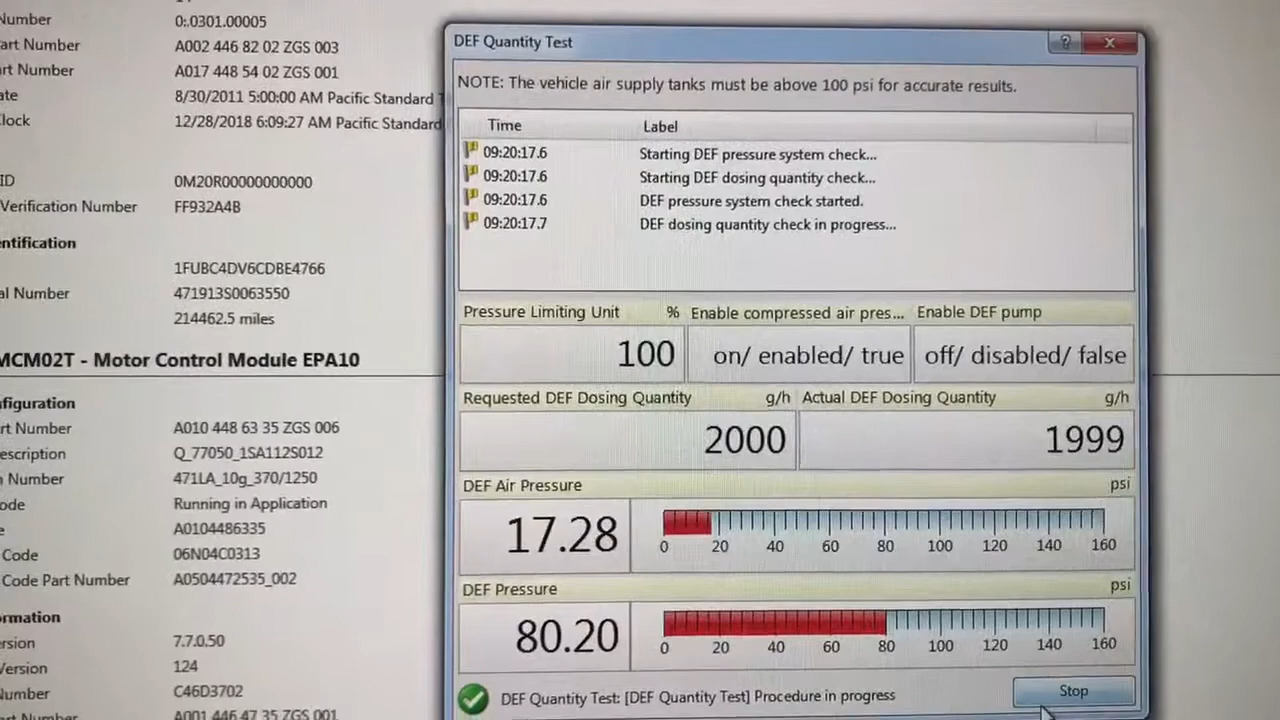 Number 0:.0301.00005
art Number A002 446 82 02 ZGS 003
art Number A017 448 54 02 ZGS 001
ate 8/30/2011 5:00:00 AM Pacific Standard
Clock 12/28/2018 6:09:27 AM Pacific Standard
ID 0M20R00000000000
Verification Number FF932A4B
entification
1FUBC4DV6CDBE4766
al Number 471913S0063550
214462.5 miles
MCM02T - Motor Control Module EPA10
nfiguration
rt Number A010 448 63 35 ZGS 006
escription Q_77050_1SA112S012
n Number 471LA_10g_370/1250
ode Running in Application
e A0104486335
Code 06N04C0313
Code Part Number A0504472535_002
ormation
ersion 7.7.0.50
Version 124
Number C46D3702
art Number A001 446 47 35 ZGS 001
DEF Quantity Test
?
X
NOTE: The vehicle air supply tanks must be above 100 psi for accurate results.
Time Label
09:20:17.6 Starting DEF pressure system check...
09:20:17.6 Starting DEF dosing quantity check...
09:20:17.6 DEF pressure system check started.
09:20:17.7 DEF dosing quantity check in progress...
Pressure Limiting Unit % Enable compressed air pres... Enable DEF pump
100 on/ enabled/ true off/ disabled/ false
Requested DEF Dosing Quantity g/h Actual DEF Dosing Quantity g/h
2000 1999
DEF Air Pressure psi
17.28
0 20 40 60 80 100 120 140 160
DEF Pressure psi
80.20
0 20 40 60 80 100 120 140 160
DEF Quantity Test: [DEF Quantity Test] Procedure in progress
Stop